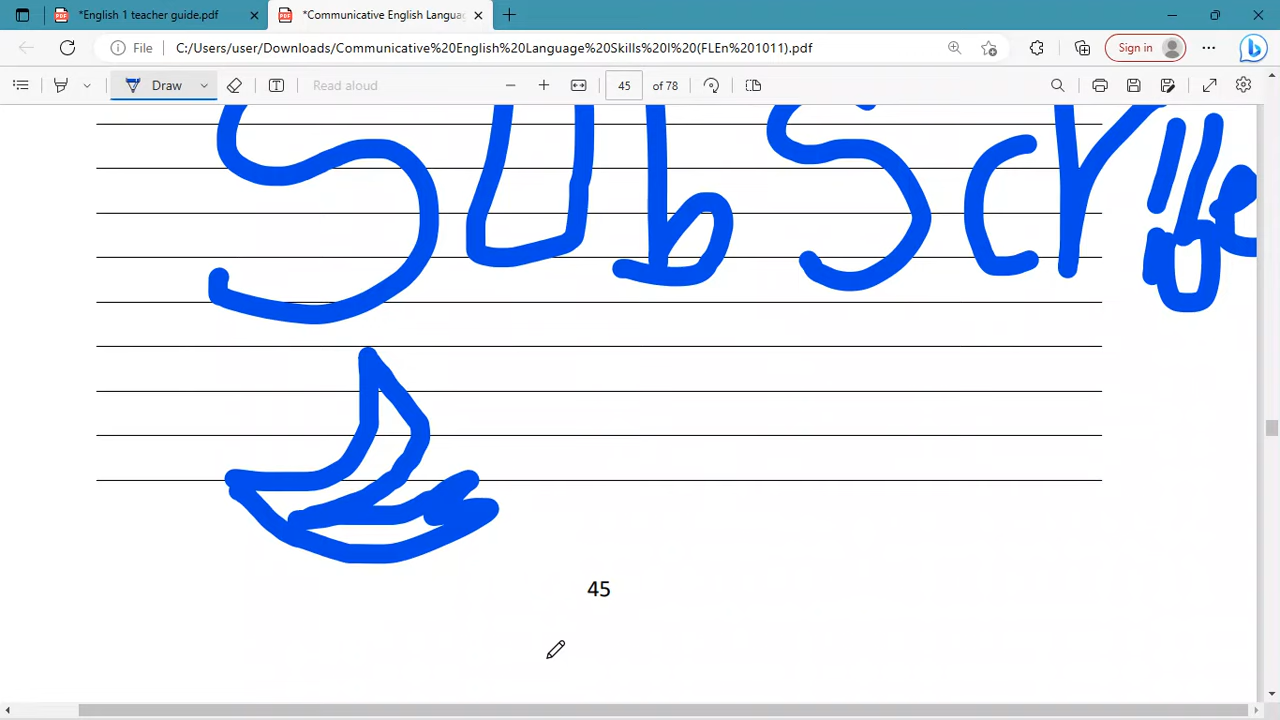 *English 1 teacher guide.pdf
*Communicative English Langua
File
C:/Users/user/Downloads/Communicative%20English%20Language%20Skills%20I%20(FLEn%201011).pdf
Sign in
Draw
Read aloud
45 of 78
45